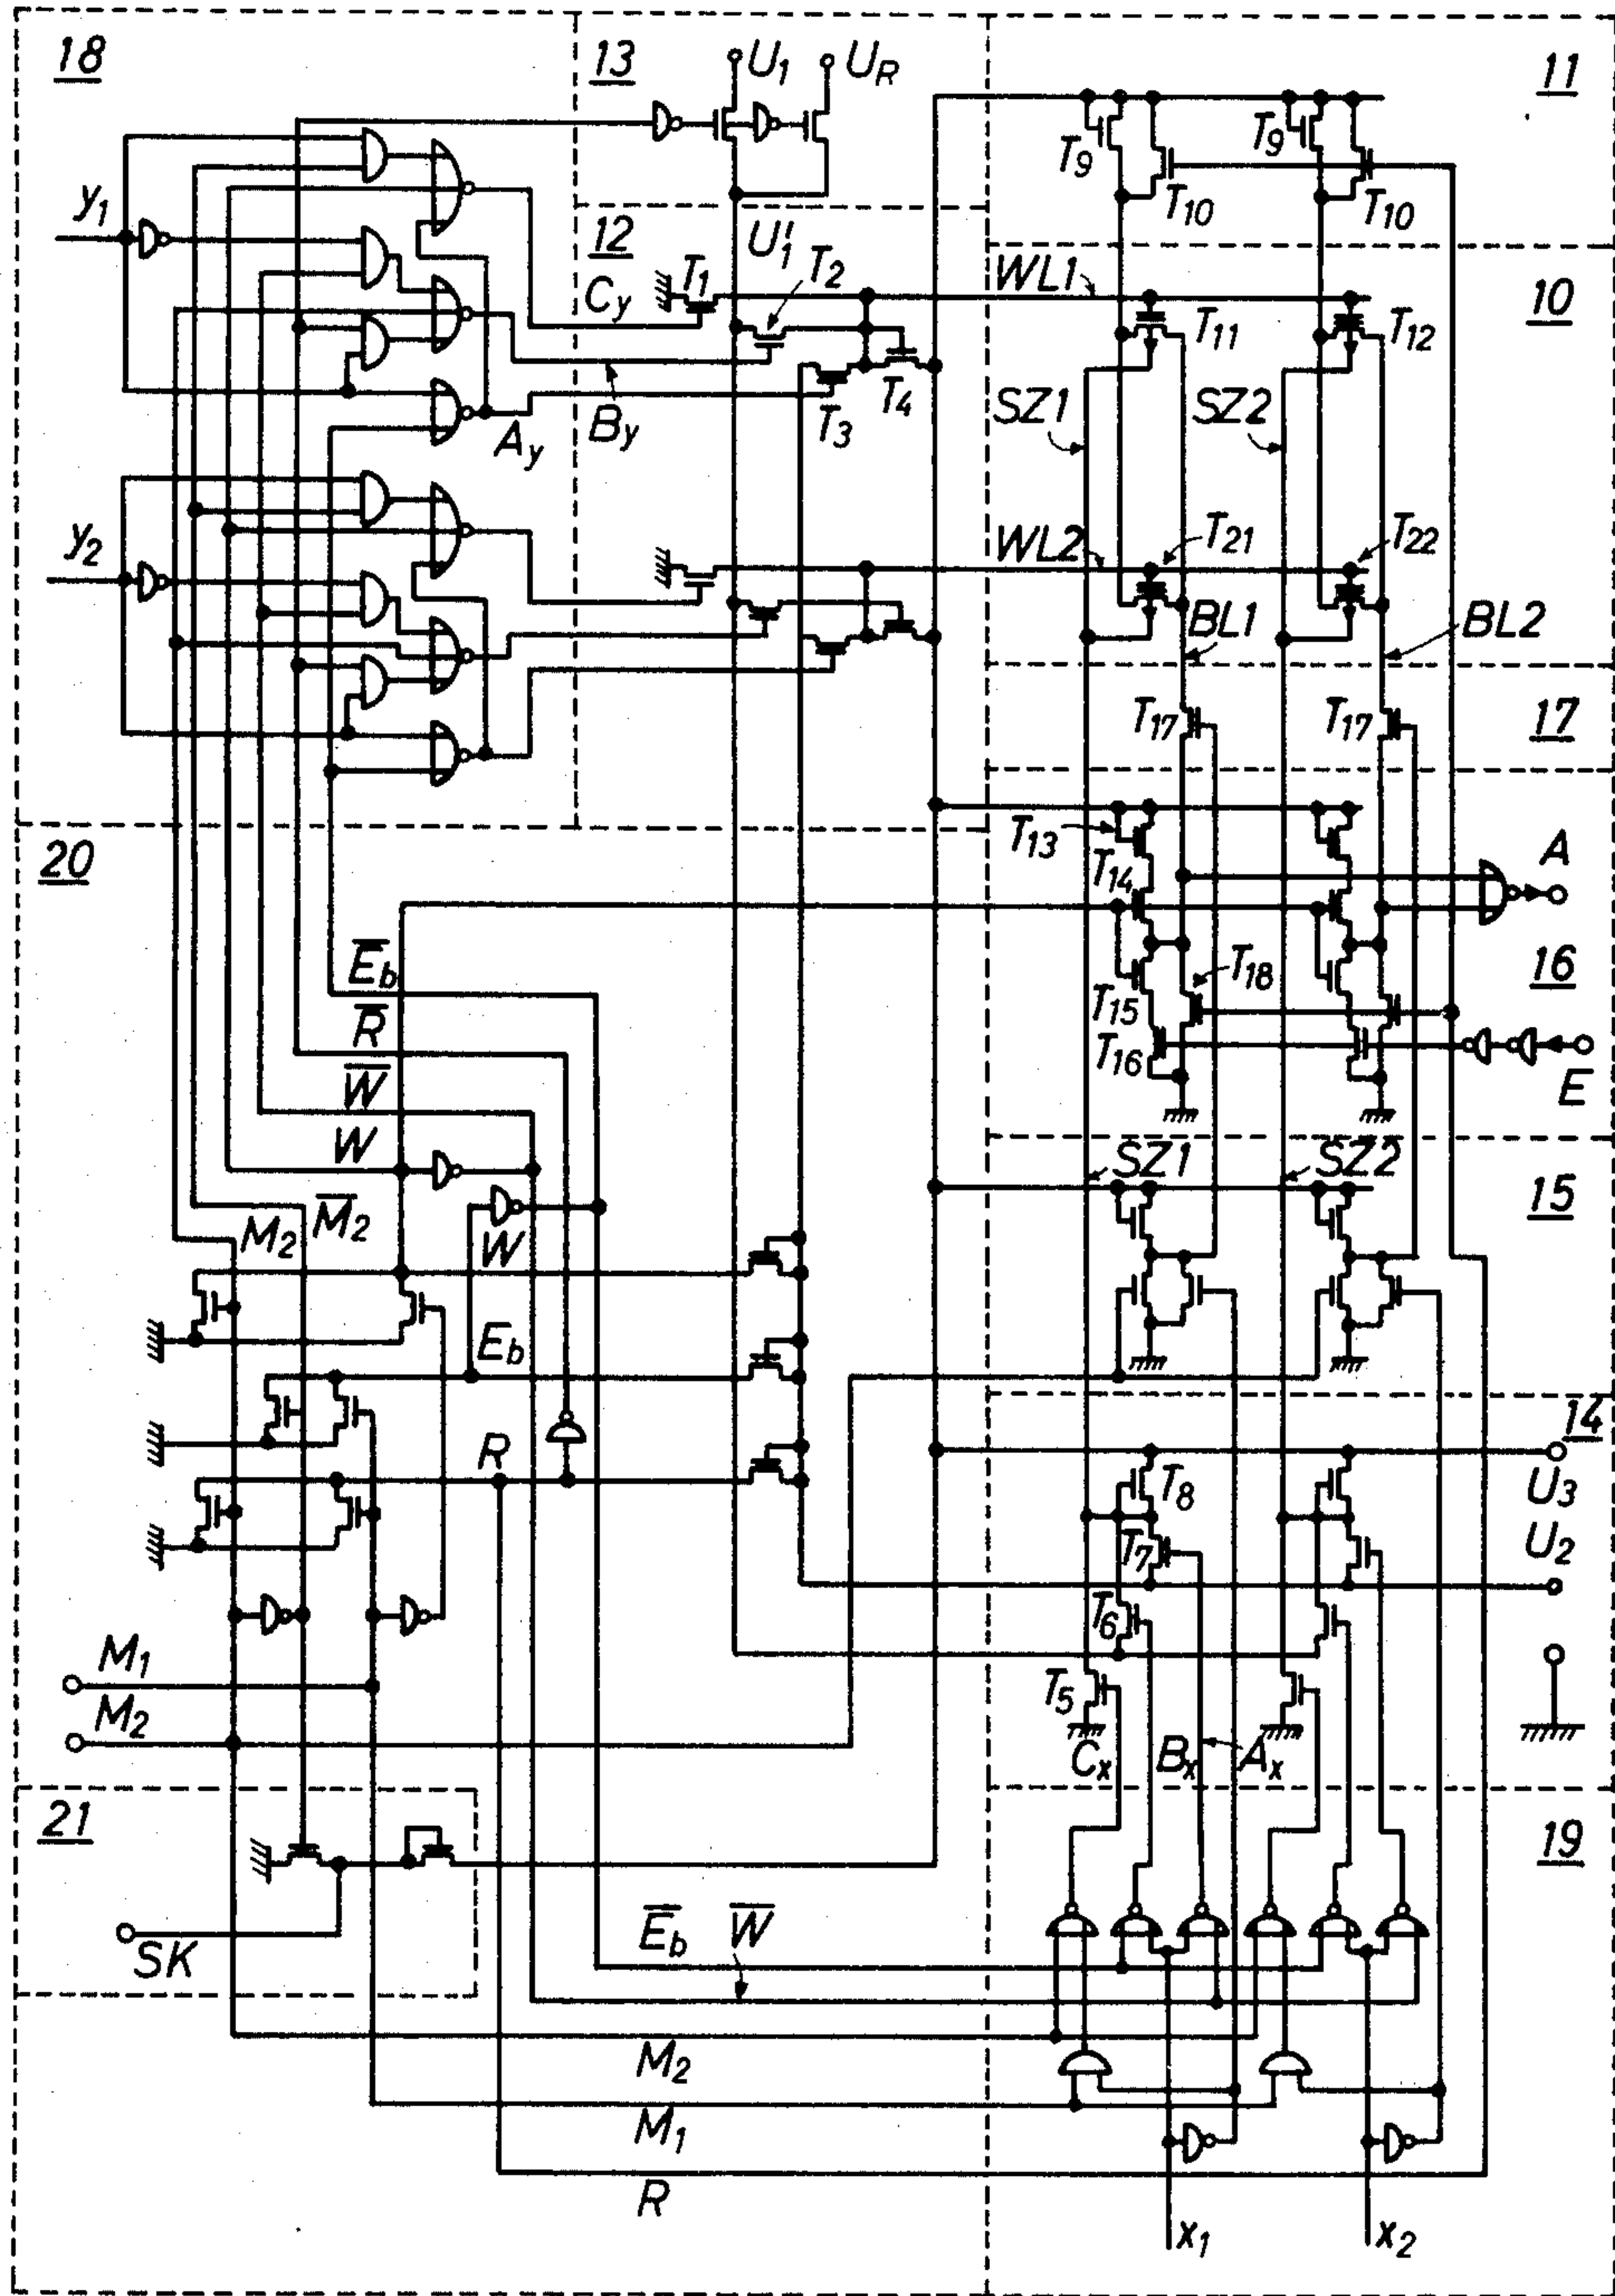 18
13
U1
UR
11
T9
T9
T10
T10
y1
12
U'1
Cy
T1
T2
WL1
10
T11
T12
SZ1
SZ2
T3
T4
By
Ay
y2
WL2
T21
T22
BL1
BL2
T17
T17
17
20
T13
T14
A
E̅b
T18
16
T15
R̅
T16
E
W̅
W
SZ1
SZ2
15
M2
M̅2
W
Eb
14
R
T8
U3
T7
U2
T6
M1
T5
M2
Cx
Bx
Ax
21
19
E̅b
W̅
SK
M2
M1
R
x1
x2